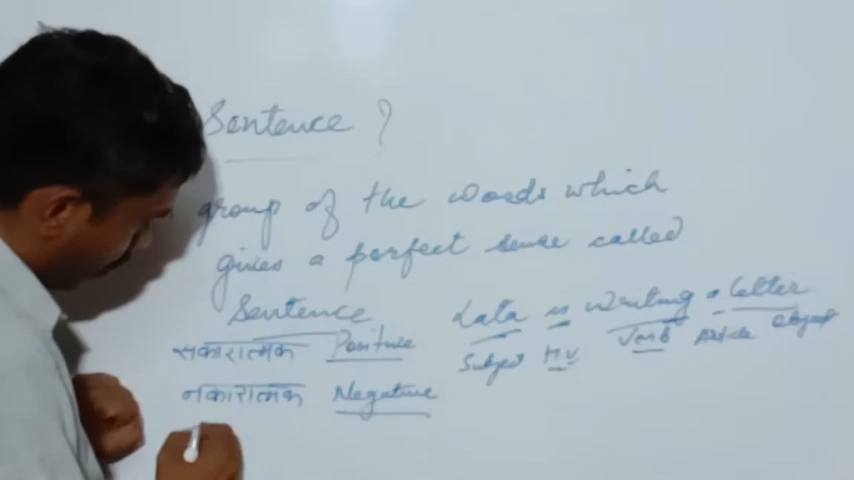 Sentence ?
group of the words which
gives a perfect sense called
Sentence
Lata is writing a letter
Subject H V Verb Article Object
सकारात्मक Positive
नकारात्मक Negative